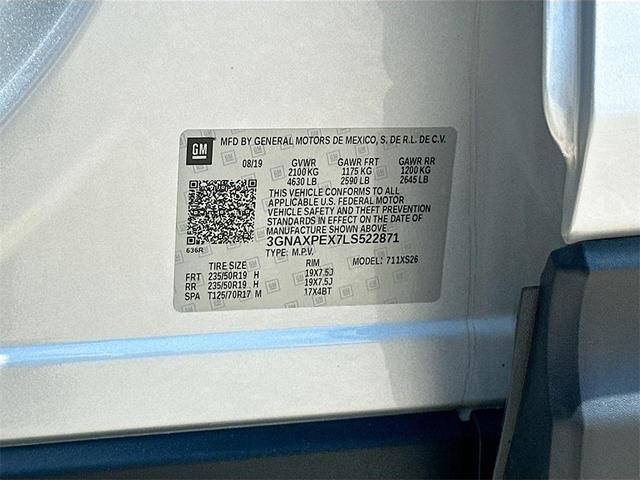 GM
MFD BY GENERAL MOTORS DE MEXICO, S. DE R.L. DE C.V.
08/19 GVWR GAWR FRT GAWR RR
2100 KG 1175 KG 1200 KG
4630 LB 2590 LB 2645 LB
THIS VEHICLE CONFORMS TO ALL
APPLICABLE U.S. FEDERAL MOTOR
VEHICLE SAFETY AND THEFT PREVENTION
STANDARDS IN EFFECT ON THE DATE OF
MANUFACTURE SHOWN ABOVE
3GNAXPEX7LS522871
636R
TYPE: M.P.V. MODEL: 711XS26
TIRE SIZE RIM
FRT 235/50R19 H 19X7.5J
RR 235/50R19 H 19X7.5J
SPA T125/70R17 M 17X4BT